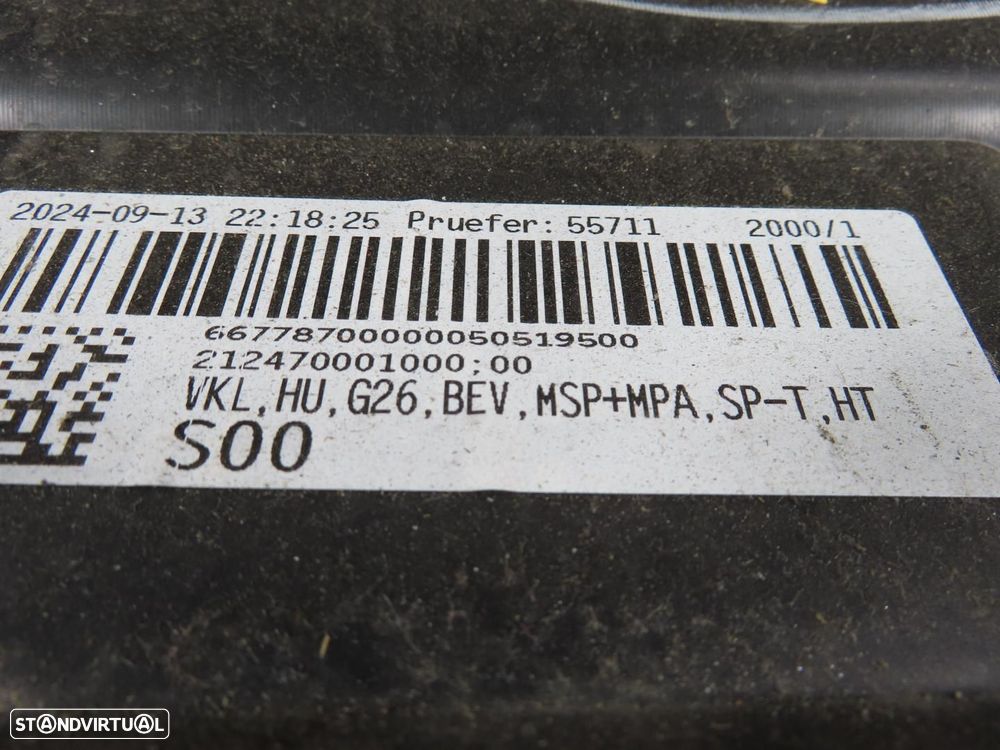 2024-09-13 22:18:25 Pruefer: 55711 2000/1
66778700000050519500
212470001000;00
VKL,HU,G26,BEV,MSP+MPA,SP-T,HT
S00
STANDVIRTUAL